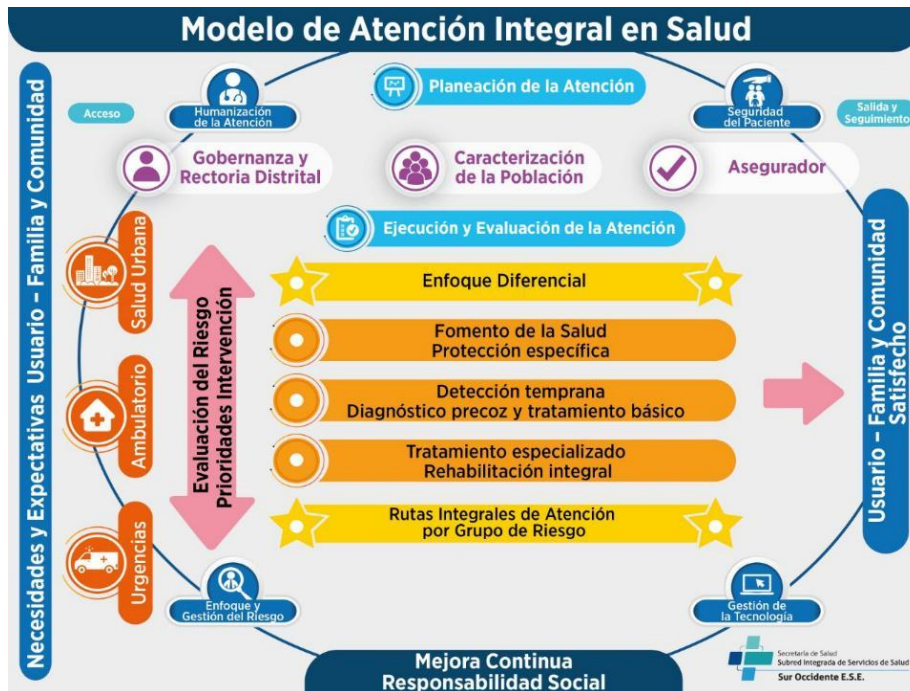 Modelo de Atención Integral en Salud
Necesidades y Expectativas Usuario – Familia y Comunidad
Acceso
Humanización
de la Atención
Planeación de la Atención
Seguridad
del Paciente
Salida y
Seguimiento
Gobernanza y
Rectoria Distrital
Caracterización
de la Población
Asegurador
Ejecución y Evaluación de la Atención
Salud Urbana
Ambulatorio
Urgencias
Evaluación del Riesgo
Prioridades Intervención
Enfoque Diferencial
Fomento de la Salud
Protección específica
Detección temprana
Diagnóstico precoz y tratamiento básico
Tratamiento especializado
Rehabilitación integral
Rutas Integrales de Atención
por Grupo de Riesgo
Usuario – Familia y Comunidad
Satisfecho
Enfoque y
Gestión del Riesgo
Gestión de
la Tecnología
Mejora Continua
Responsabilidad Social
Secretaría de Salud
Subred Integrada de Servicios de Salud
Sur Occidente E.S.E.